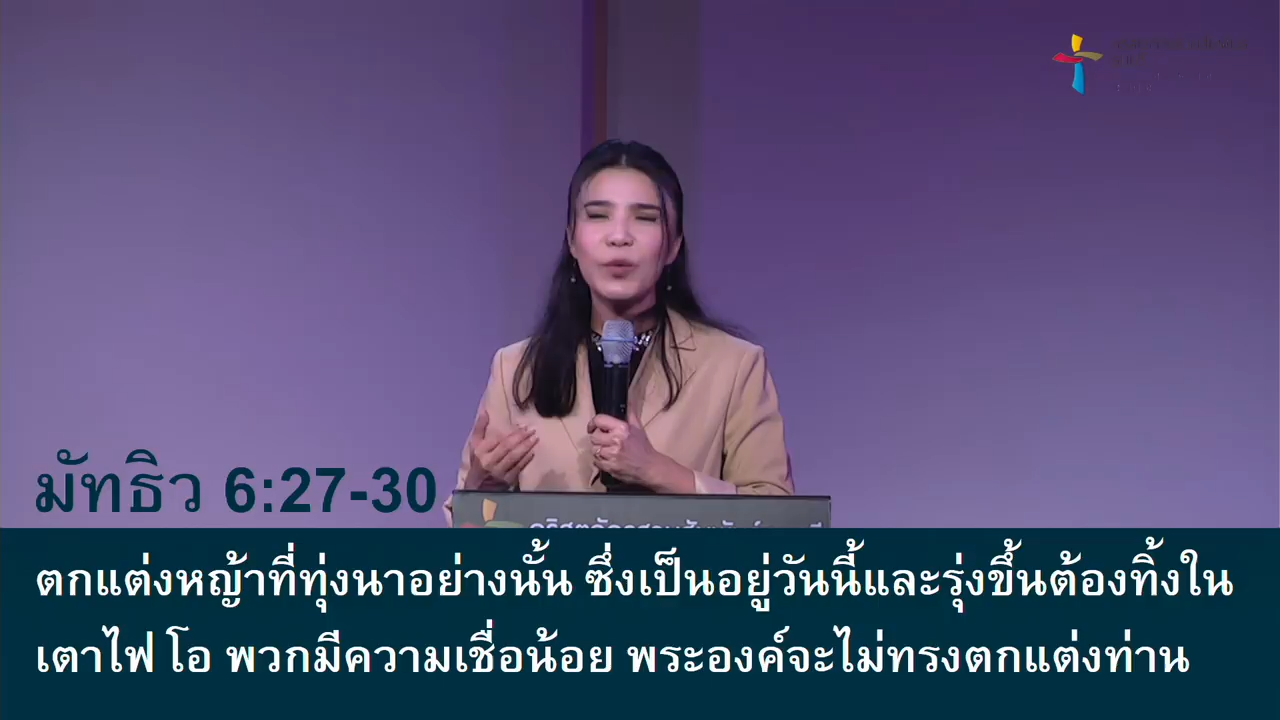 มัทธิว 6:27-30
ตกแต่งหญ้าที่ทุ่งนาอย่างนั้น ซึ่งเป็นอยู่วันนี้และรุ่งขึ้นต้องทิ้งใน
เตาไฟ โอ พวกมีความเชื่อน้อย พระองค์จะไม่ทรงตกแต่งท่าน